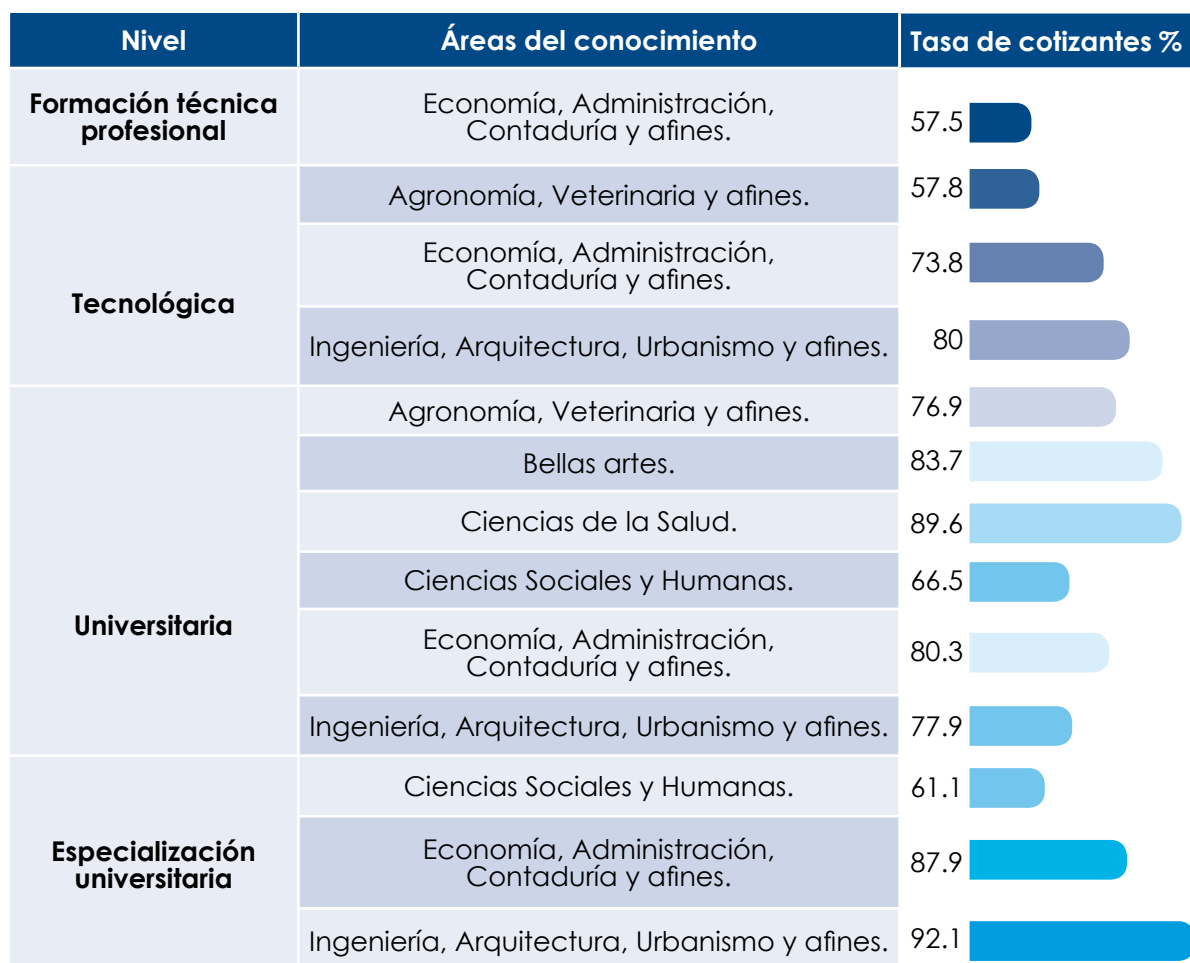 Nivel
Áreas del conocimiento
Tasa de cotizantes %
Formación técnica
profesional
Economía, Administración,
Contaduría y afines.
57.5
Tecnológica
Agronomía, Veterinaria y afines.
57.8
Economía, Administración,
Contaduría y afines.
73.8
Ingeniería, Arquitectura, Urbanismo y afines.
80
Universitaria
Agronomía, Veterinaria y afines.
76.9
Bellas artes.
83.7
Ciencias de la Salud.
89.6
Ciencias Sociales y Humanas.
66.5
Economía, Administración,
Contaduría y afines.
80.3
Ingeniería, Arquitectura, Urbanismo y afines.
77.9
Especialización
universitaria
Ciencias Sociales y Humanas.
61.1
Economía, Administración,
Contaduría y afines.
87.9
Ingeniería, Arquitectura, Urbanismo y afines.
92.1